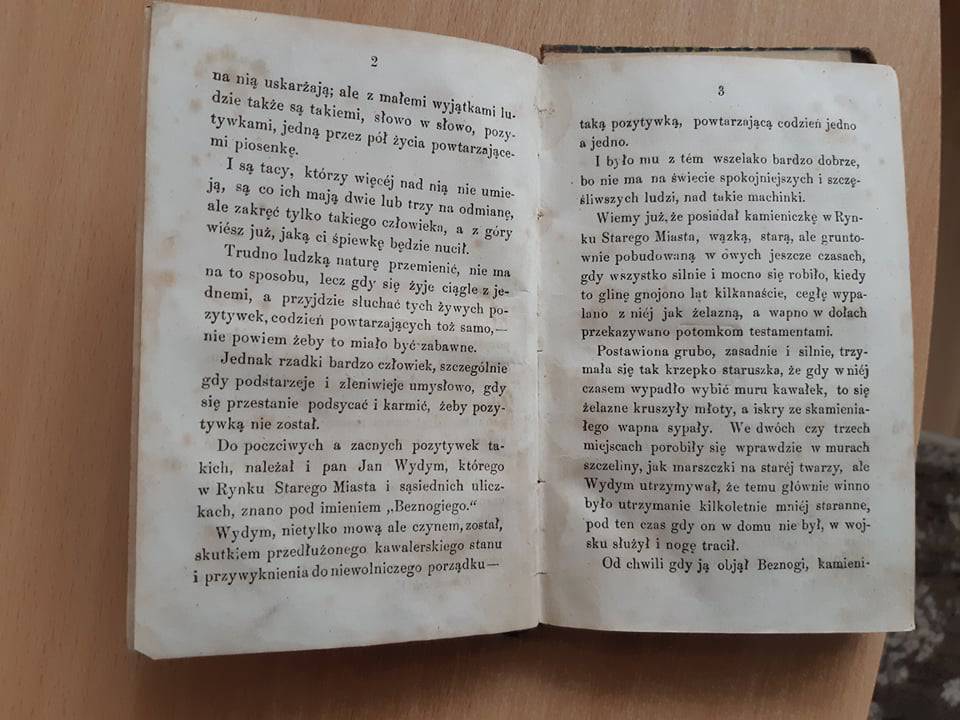 2
na nią uskarżają; ale z małemi wyjątkami lu-
dzie także są takiemi, słowo w słowo, pozy-
tywkami, jedną przez pół życia powtarzające-
mi piosenkę.
I są tacy, którzy więcéj nad nią nie umie-
ją, są co ich mają dwie lub trzy na odmianę,
ale zakręć tylko takiego człowieka, a z góry
wiész już, jaką ci śpiewkę będzie nucił.
Trudno ludzką naturę przemienić, nie ma
na to sposobu, lecz gdy się żyje ciągle z je-
dnemi, a przyjdzie słuchać tych żywych po-
zytywek, codzień powtarzających toż samo,—
nie powiem żeby to miało być zabawne.
Jednak rzadki bardzo człowiek, szczególnie
gdy podstarzeje i zleniwieje umysłowo, gdy
się przestanie podsycać i karmić, żeby pozy-
tywką nie został.
Do poczciwych a zacnych pozytywek ta-
kich, należał i pan Jan Wydym, którego
w Rynku Starego Miasta i sąsiednich ulicz-
kach, znano pod imieniem „Beznogiego."
Wydym, nietylko mową ale czynem, został,
skutkiem przedłużonego kawalerskiego stanu
i przywyknienia do niewolniczego porządku—
3
taką pozytywką, powtarzającą codzień jedno
a jedno.
I było mu z tém wszelako bardzo dobrze,
bo nie ma na świecie spokojniejszych i szczę-
śliwszych ludzi, nad takie machinki.
Wiemy już, że posiadał kamieniczkę w Ryn-
ku Starego Miasta, wązką, starą, ale grunto-
wnie pobudowaną w owych jeszcze czasach,
gdy wszystko silnie i mocno się robiło, kiedy
to glinę gnojono lat kilkanaście, cegłę wypa-
lano z niéj jak żelazną, a wapno w dołach
przekazywano potomkom testamentami.
Postawiona grubo, zasadnie i silnie, trzy-
mała się tak krzepko staruszka, że gdy w niéj
czasem wypadło wybić muru kawałek, to się
żelazne kruszyły młoty, a iskry ze skamienia-
łego wapna sypały. We dwóch czy trzech
miejscach porobiły się wprawdzie w murach
szczeliny, jak marszczki na staréj twarzy, ale
Wydym utrzymywał, że temu głównie winno
było utrzymanie kilkoletnie mniéj staranne,
pod ten czas gdy on w domu nie był, w woj-
sku służył i nogę tracił.
Od chwili gdy ją objął Beznogi, kamieni-